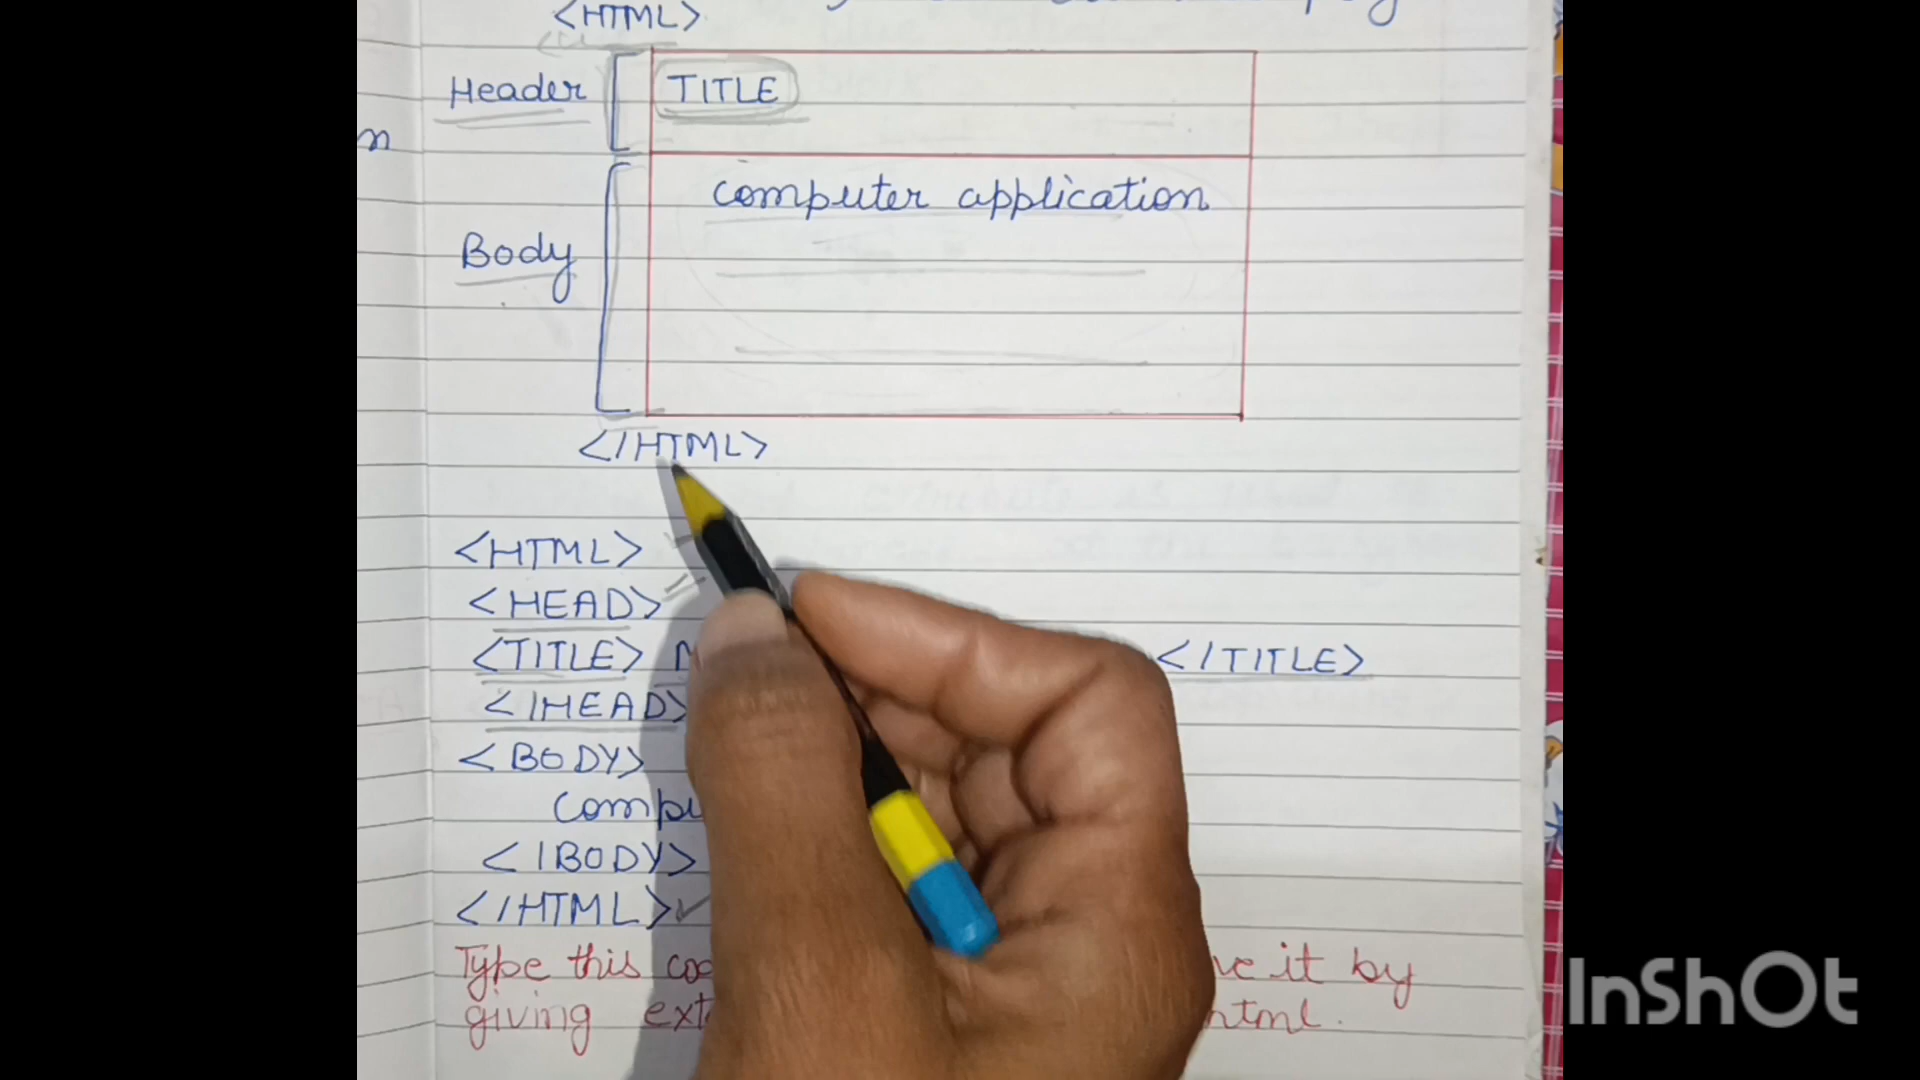 <HTML>
Header
TITLE
n
computer application
Body
</HTML>
<HTML>
<HEAD>
<TITLE> </TITLE>
</HEAD>
<BODY>
</BODY>
</HTML>
Type this it by
giving html.
InShOt